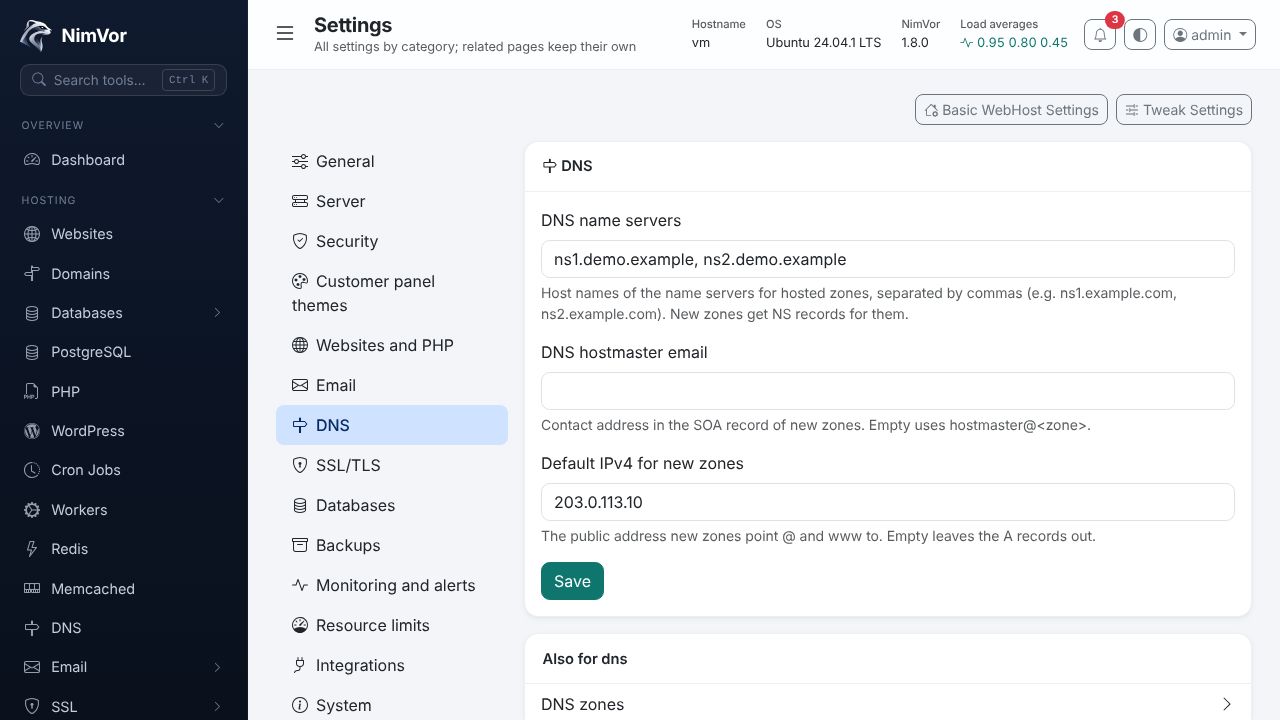 NimVor
Search tools...
Ctrl K
OVERVIEW
Dashboard
HOSTING
Websites
Domains
Databases
PostgreSQL
PHP
WordPress
Cron Jobs
Workers
Redis
Memcached
DNS
Email
SSL
Settings
All settings by category; related pages keep their own
Hostname
vm
OS
Ubuntu 24.04.1 LTS
NimVor
1.8.0
Load averages
0.95 0.80 0.45
3
admin
Basic WebHost Settings
Tweak Settings
General
Server
Security
Customer panel
themes
Websites and PHP
Email
DNS
SSL/TLS
Databases
Backups
Monitoring and alerts
Resource limits
Integrations
System
DNS
DNS name servers
ns1.demo.example, ns2.demo.example
Host names of the name servers for hosted zones, separated by commas (e.g. ns1.example.com,
ns2.example.com). New zones get NS records for them.
DNS hostmaster email
Contact address in the SOA record of new zones. Empty uses hostmaster@<zone>.
Default IPv4 for new zones
203.0.113.10
The public address new zones point @ and www to. Empty leaves the A records out.
Save
Also for dns
DNS zones